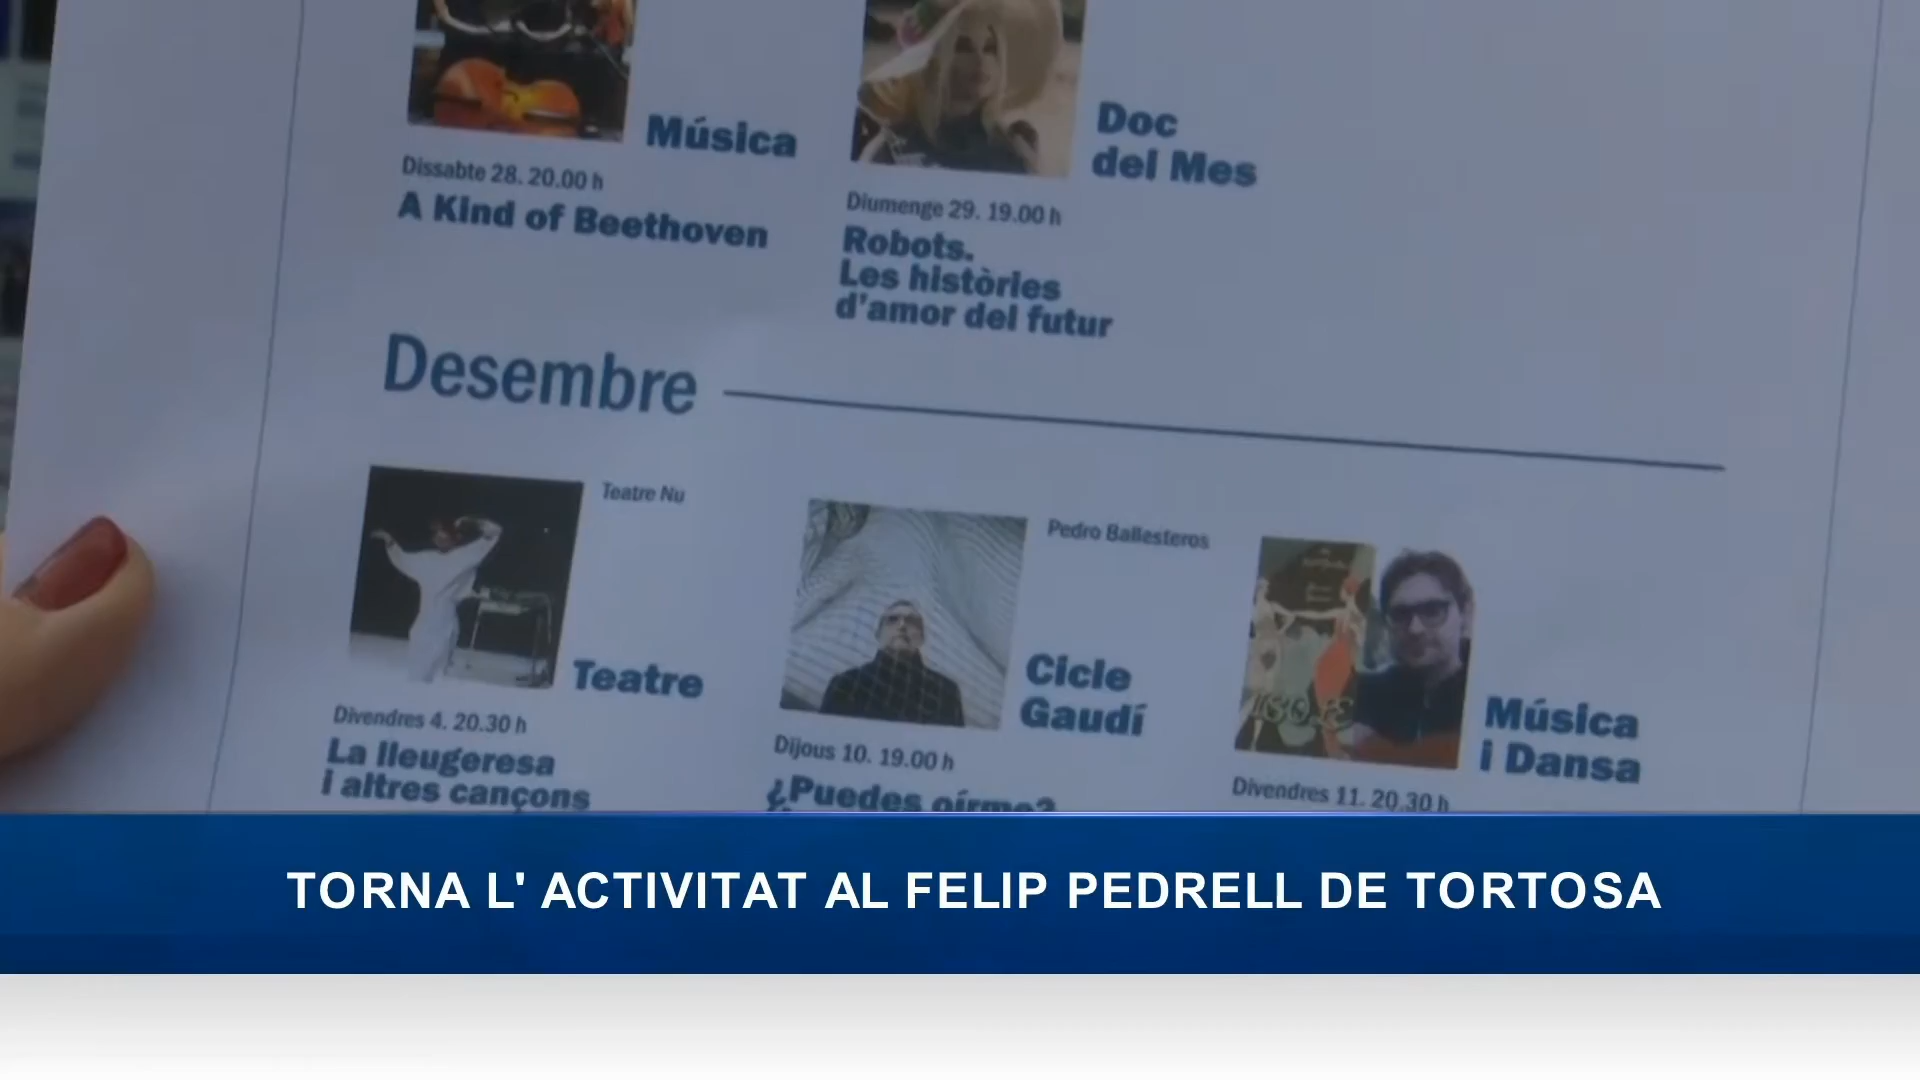 Música
Dissabte 28. 20.00 h
A Kind of Beethoven
Doc
del Mes
Diumenge 29. 19.00 h
Robots.
Les històries
d'amor del futur
Desembre
Teatre Nu
Teatre
Divendres 4. 20.30 h
La lleugeresa
i altres cançons
Pedro Ballesteros
Cicle
Gaudí
Dijous 10. 19.00 h
¿Puedes oírme?
Música
i Dansa
Divendres 11. 20.30 h
TORNA L' ACTIVITAT AL FELIP PEDRELL DE TORTOSA